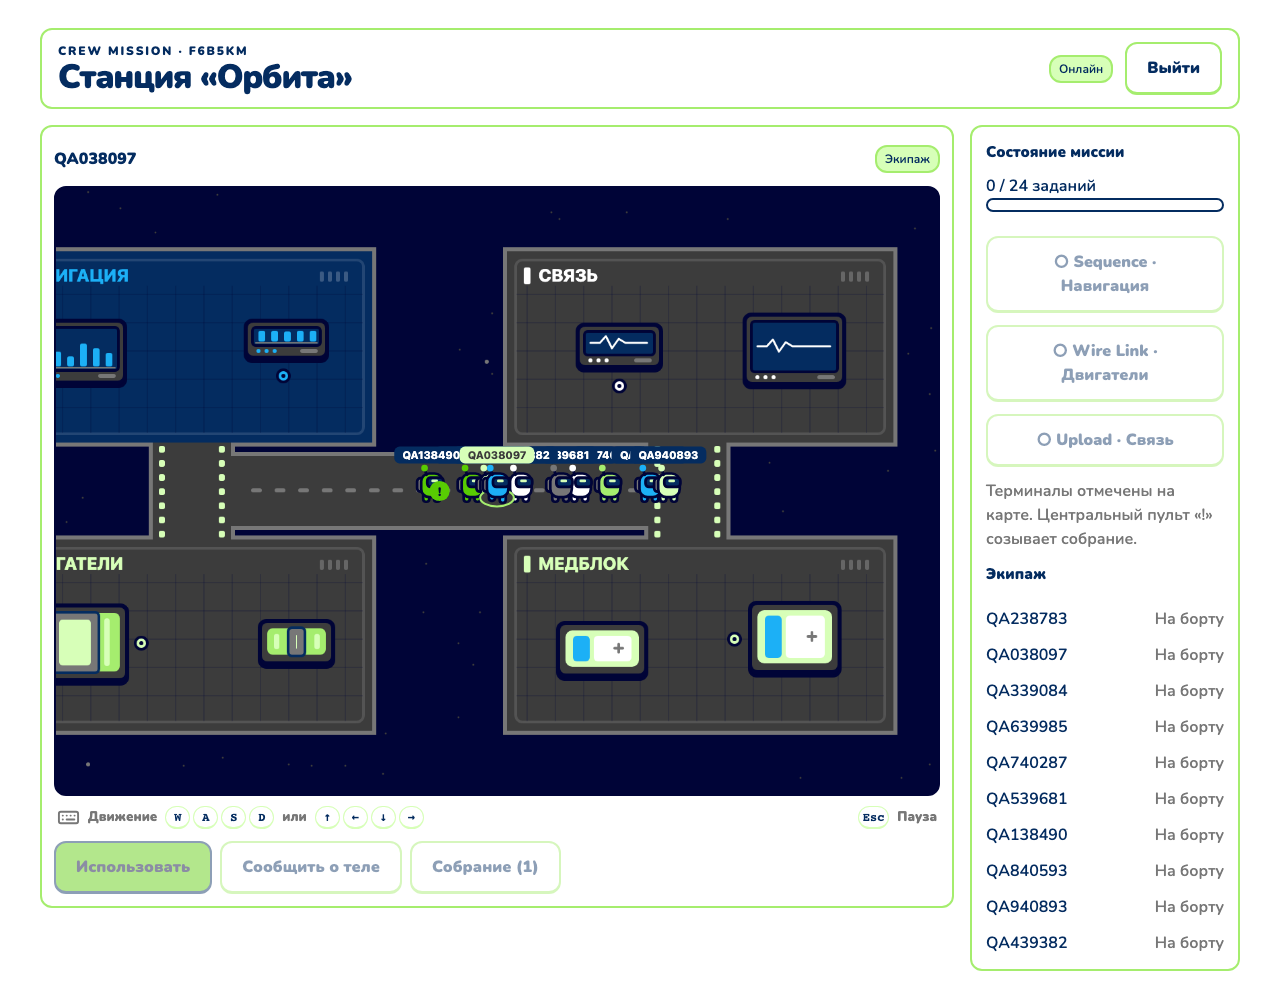 CREW MISSION · F6B5KM
Станция «Орбита»
Онлайн
Выйти
QA038097
Экипаж
ИГАЦИЯ
СВЯЗЬ
QA138490 QA038097 82 39681 QA940893
!
ГАТЕЛИ
МЕДБЛОК
Движение W A S D или ↑ ← ↓ →
Esc Пауза
Использовать
Сообщить о теле
Собрание (1)
Состояние миссии
0 / 24 заданий
Sequence ·
Навигация
Wire Link ·
Двигатели
Upload · Связь
Терминалы отмечены на
карте. Центральный пульт «!»
созывает собрание.
Экипаж
QA238783 На борту
QA038097 На борту
QA339084 На борту
QA639985 На борту
QA740287 На борту
QA539681 На борту
QA138490 На борту
QA840593 На борту
QA940893 На борту
QA439382 На борту